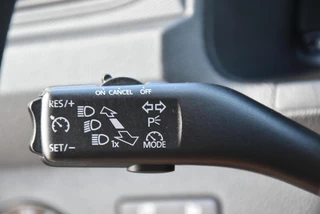 ON CANCEL OFF
RES/+
P
1x
SET/–
MODE